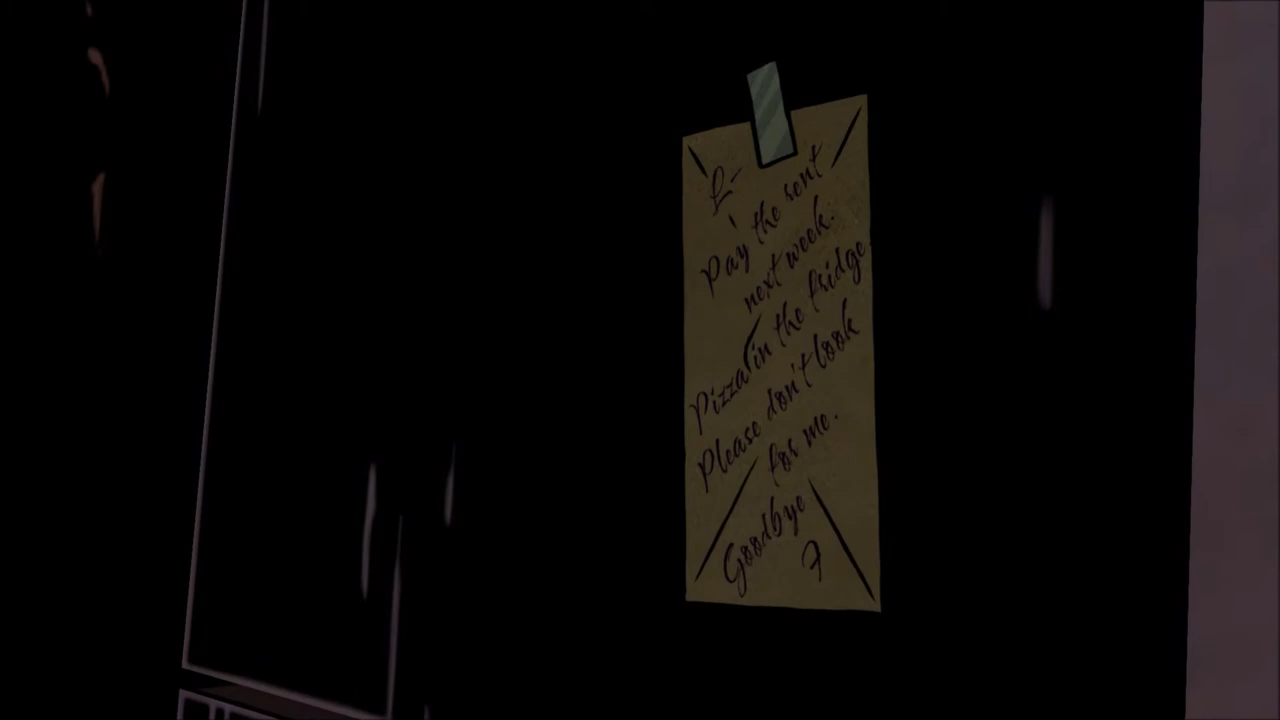 E-
Pay the rent
next week.
Pizza in the fridge.
Please don't look
for me.
Goodbye
F